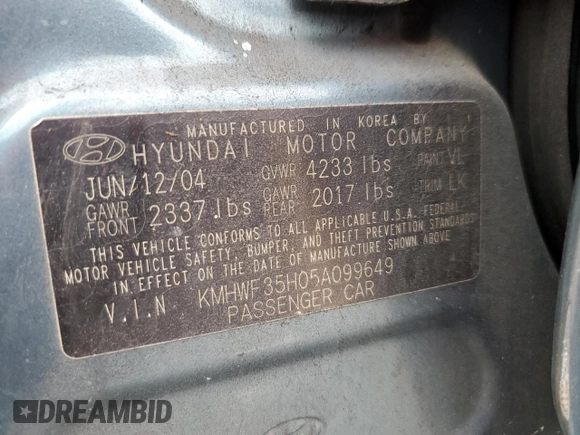 MANUFACTURED IN KOREA BY
HYUNDAI MOTOR COMPANY
JUN/12/04 GVWR 4233 lbs PAINT VL
GAWR FRONT 2337 lbs GAWR REAR 2017 lbs TRIM LK
THIS VEHICLE CONFORMS TO ALL APPLICABLE U.S.A. FEDERAL
MOTOR VEHICLE SAFETY, BUMPER, AND THEFT PREVENTION STANDARDS
IN EFFECT ON THE DATE OF MANUFACTURE SHOWN ABOVE
V.I.N KMHWF35H05A099649
PASSENGER CAR
DREAMBID